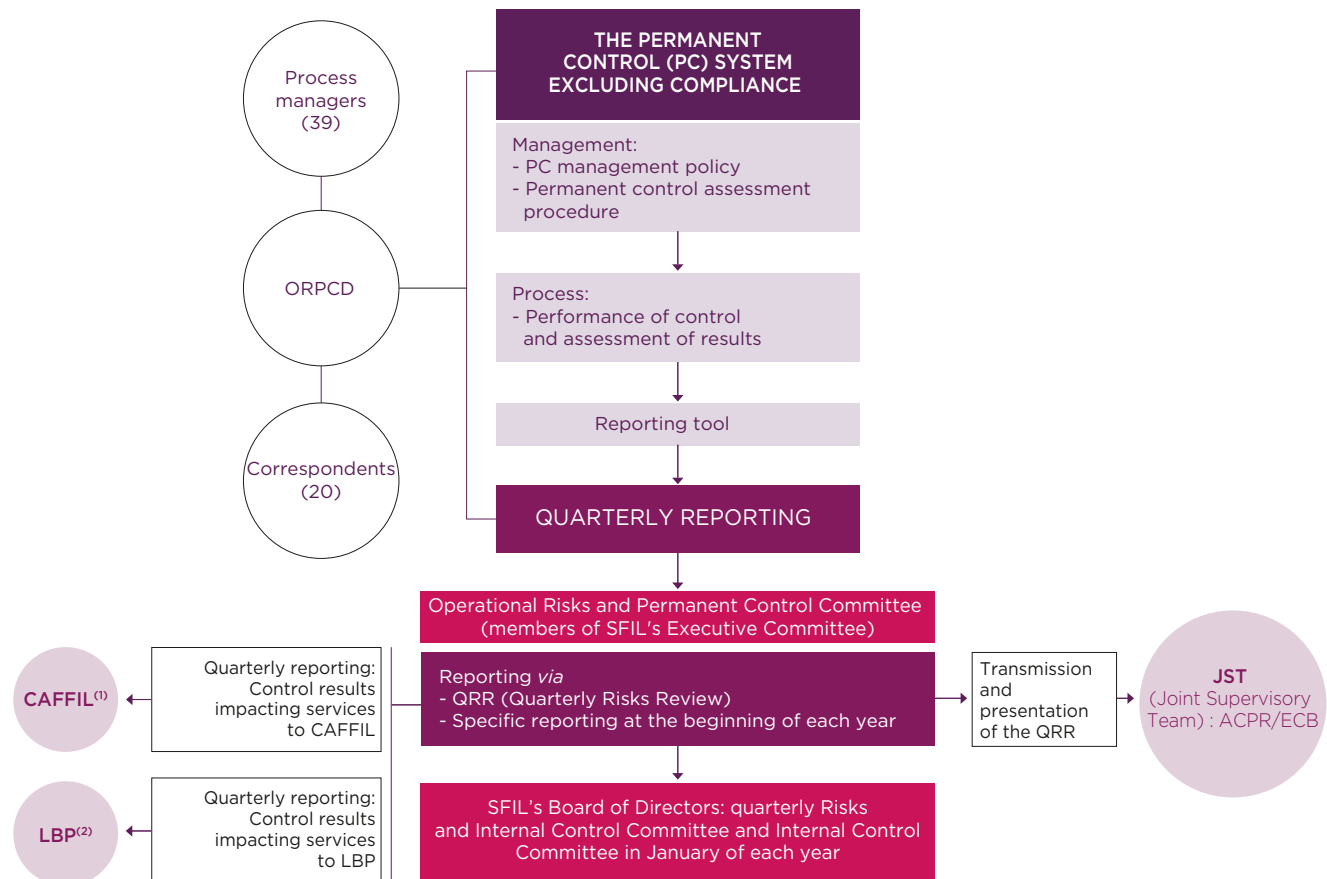 THE PERMANENT
CONTROL (PC) SYSTEM
EXCLUDING COMPLIANCE
Process
managers
(39)
Management:
- PC management policy
- Permanent control assessment
procedure
ORPCD
Process:
- Performance of control
and assessment of results
Reporting tool
Correspondents
(20)
QUARTERLY REPORTING
Operational Risks and Permanent Control Committee
(members of SFIL's Executive Committee)
CAFFIL(1)
Quarterly reporting:
Control results
impacting services
to CAFFIL
Reporting via
- QRR (Quarterly Risks Review)
- Specific reporting at the beginning of each year
Transmission
and
presentation
of the QRR
JST
(Joint Supervisory
Team) : ACPR/ECB
LBP(2)
Quarterly reporting:
Control results
impacting services
to LBP
SFIL's Board of Directors: quarterly Risks
and Internal Control Committee and Internal Control
Committee in January of each year